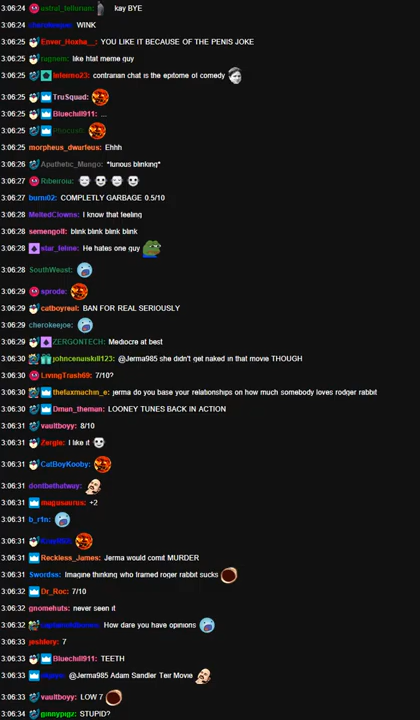 3:06:24 astral_tellurian: kay BYE
3:06:24 WINK
3:06:25 Enver_Hoxha__: YOU LIKE IT BECAUSE OF THE PENIS JOKE
3:06:25 like htat meme guy
3:06:25 Inferno23: contranan chat is the epitome of comedy
3:06:25 TruSquad:
3:06:25 Bluechill911: ...
3:06:25
3:06:25 morpheus_dwarfeus: Ehhh
3:06:26 Apathetic_Mango: *furious blinking*
3:06:27 Ribeiroiu:
3:06:27 burni02: COMPLETLY GARBAGE 0.5/10
3:06:28 MeltedClowns: I know that feeling
3:06:28 semengolf: blink blink blink blink
3:06:28 star_feline: He hates one guy
3:06:28 SouthWeust:
3:06:29 sprode:
3:06:29 catboyreal: BAN FOR REAL SERIOUSLY
3:06:29 cherokeejoe:
3:06:29 ZERGONTECH: Mediocre at best
3:06:30 johncenuiskill123: @Jerma985 she didn't get naked in that movie THOUGH
3:06:30 LivingTrash69: 7/10?
3:06:30 thefaxmachin_e: jerma do you base your relationships on how much somebody loves rodger rabbit
3:06:30 Dman_theman: LOONEY TUNES BACK IN ACTION
3:06:31 vaultboyy: 8/10
3:06:31 Zergle: I like it
3:06:31 CatBoyKooby:
3:06:31 dontbethatway:
3:06:31 magusaurus: +2
3:06:31 b_r1n:
3:06:31
3:06:31 Reckless_James: Jerma would comit MURDER
3:06:31 Swordss: Imagine thinking who framed roger rabbit sucks
3:06:32 Dr_Roc: 7/10
3:06:32 gnomehuts: never seen it
3:06:32 How dare you have opinions
3:06:33 jesldery: 7
3:06:33 Bluechill911: TEETH
3:06:33 @Jerma985 Adam Sandler Teir Movie
3:06:33 vaultboyy: LOW 7
3:06:34 ginnypigz: STUPID?